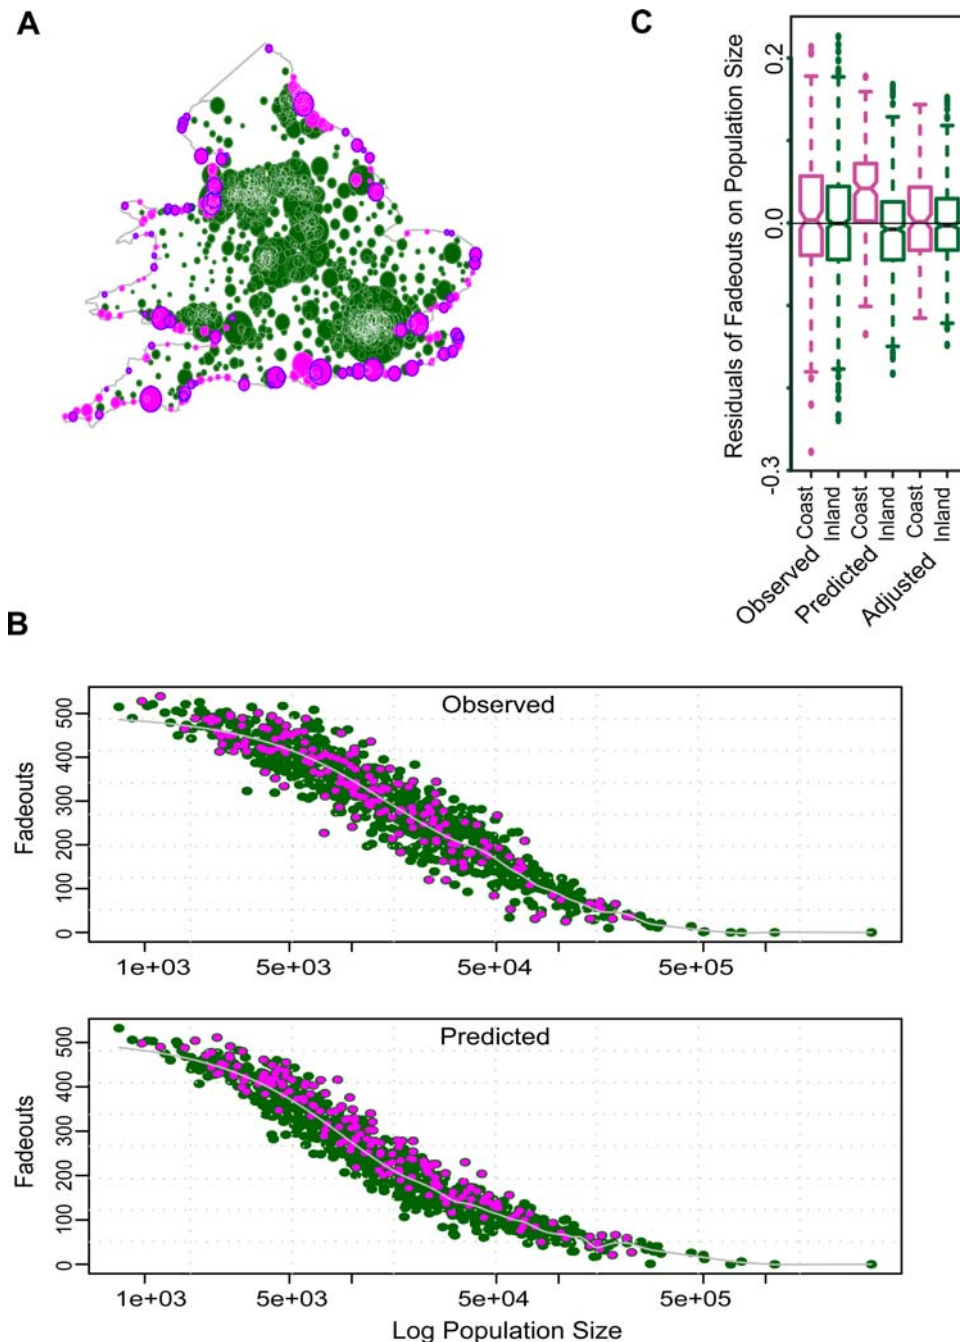 A
C
Residuals of Fadeouts on Population Size
0.2
0.0
-0.3
Coast
Inland
Coast
Inland
Coast
Inland
Observed
Predicted
Adjusted
B
Observed
Fadeouts
500
400
300
200
100
0
1e+03
5e+03
5e+04
5e+05
Predicted
Fadeouts
500
400
300
200
100
0
1e+03
5e+03
5e+04
5e+05
Log Population Size